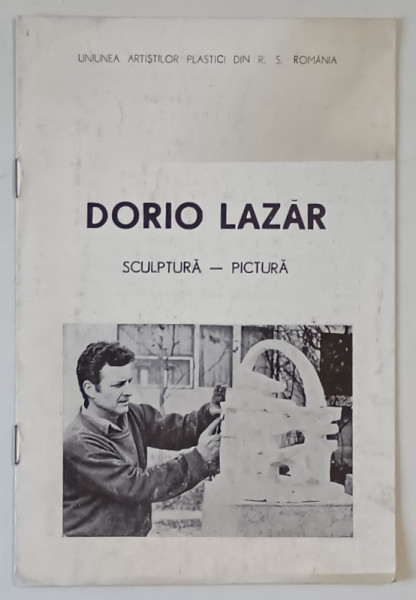 UNIUNEA ARTIȘTILOR PLASTICI DIN R. S. ROMÂNIA
DORIO LAZĂR
SCULPTURĂ — PICTURĂ